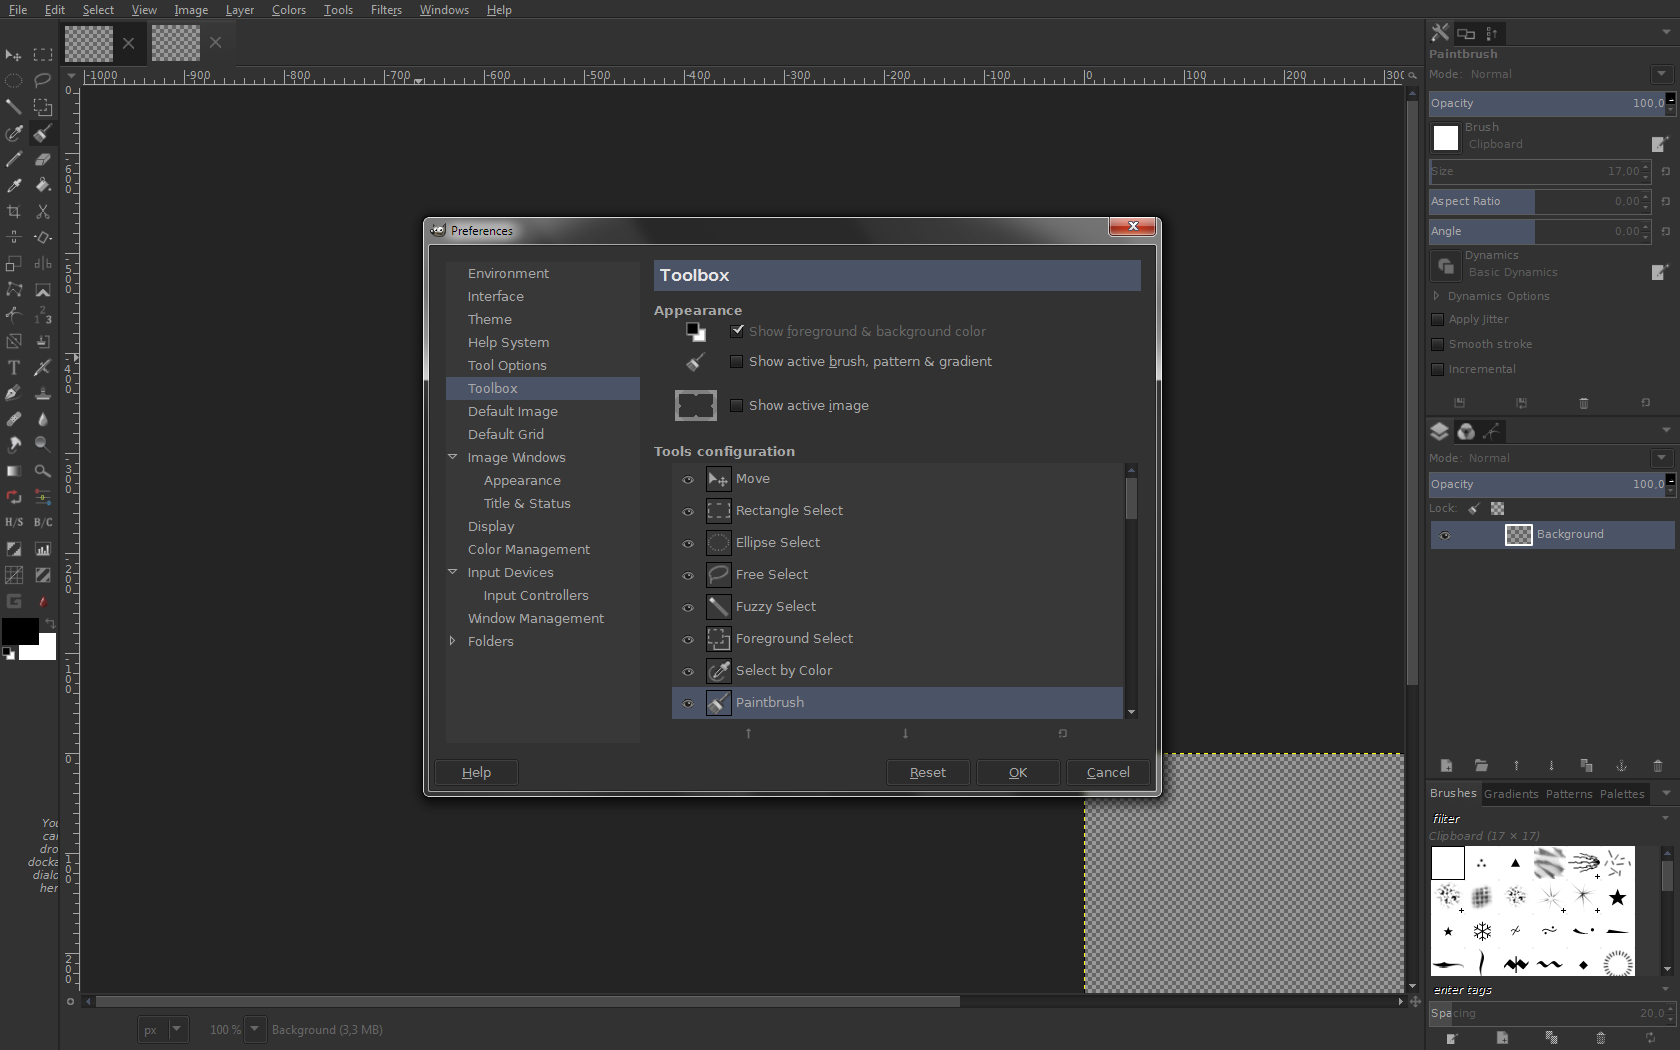 File Edit Select View Image Layer Colors Tools Filters Windows Help
-1000 -900 -800 -700 -600 -500 -400 -300 -200 -100 0 100 200 300
Paintbrush
Mode: Normal
Opacity 100,0
Brush
Clipboard
Size 17,00
Aspect Ratio 0,00
Angle 0,00
Dynamics
Basic Dynamics
Dynamics Options
Apply Jitter
Smooth stroke
Incremental
Mode: Normal
Opacity 100,0
Lock:
Background
Brushes Gradients Patterns Palettes
filter
Clipboard (17 × 17)
enter tags
Spacing 20,0
Preferences
Environment
Interface
Theme
Help System
Tool Options
Toolbox
Default Image
Default Grid
Image Windows
Appearance
Title & Status
Display
Color Management
Input Devices
Input Controllers
Window Management
Folders
Toolbox
Appearance
Show foreground & background color
Show active brush, pattern & gradient
Show active image
Tools configuration
Move
Rectangle Select
Ellipse Select
Free Select
Fuzzy Select
Foreground Select
Select by Color
Paintbrush
Help Reset OK Cancel
H/S B/C
You
can
dro
docka
dialo
her
px 100 % Background (3,3 MB)